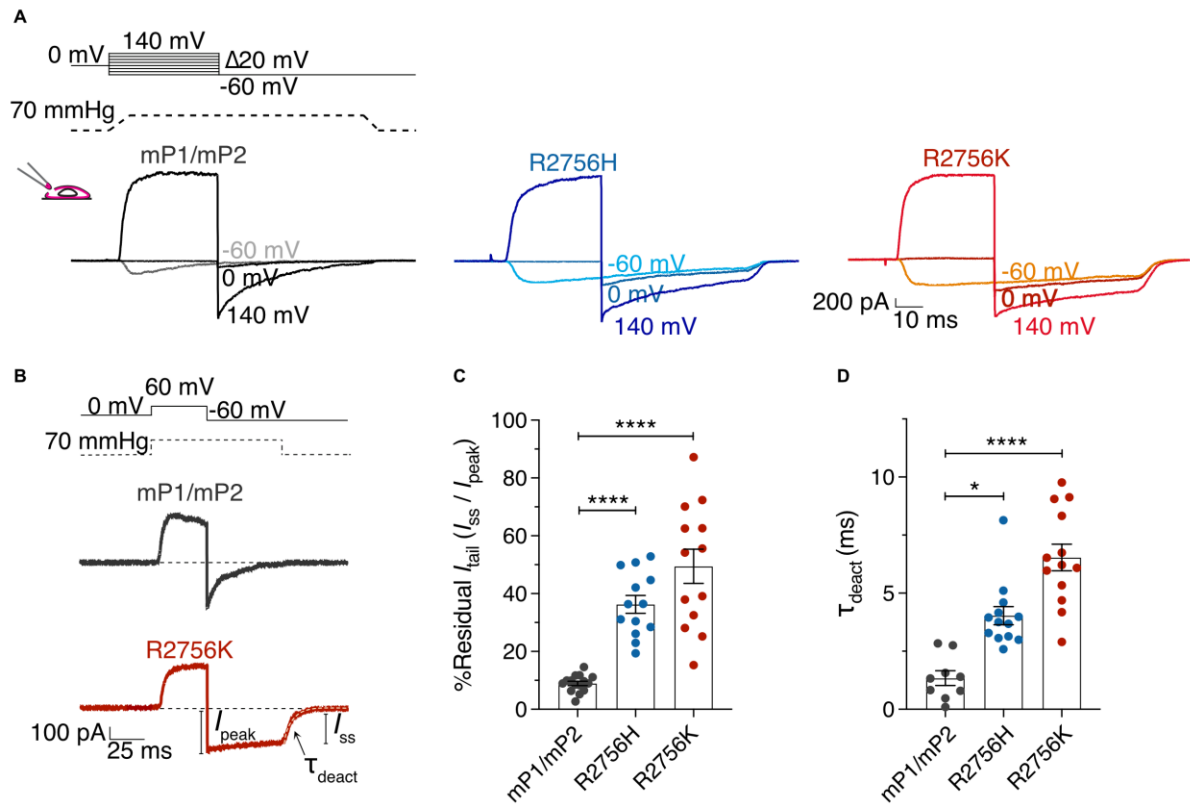 A
140 mV
0 mV
Δ20 mV
-60 mV
70 mmHg
mP1/mP2
-60 mV
0 mV
140 mV
R2756H
-60 mV
0 mV
140 mV
R2756K
-60 mV
0 mV
140 mV
200 pA
10 ms
B
60 mV
0 mV
-60 mV
70 mmHg
mP1/mP2
R2756K
100 pA
25 ms
Ipeak
Iss
τdeact
C
%Residual Itail (Iss / Ipeak)
100
80
60
40
20
0
****
****
mP1/mP2
R2756H
R2756K
D
τdeact (ms)
10
5
0
****
*
mP1/mP2
R2756H
R2756K